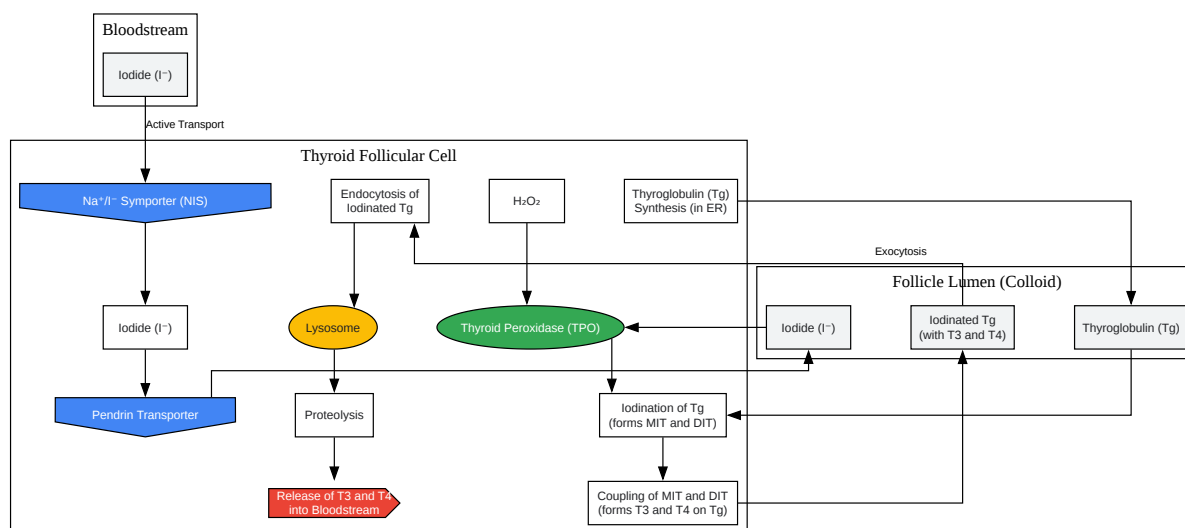 Bloodstream
Iodide (I⁻)
Active Transport
Thyroid Follicular Cell
Na⁺/I⁻ Symporter (NIS)
Endocytosis of
Iodinated Tg
H₂O₂
Thyroglobulin (Tg)
Synthesis (in ER)
Exocytosis
Follicle Lumen (Colloid)
Iodide (I⁻)
Lysosome
Thyroid Peroxidase (TPO)
Iodide (I⁻)
Iodinated Tg
(with T3 and T4)
Thyroglobulin (Tg)
Pendrin Transporter
Proteolysis
Iodination of Tg
(forms MIT and DIT)
Release of T3 and T4
into Bloodstream
Coupling of MIT and DIT
(forms T3 and T4 on Tg)